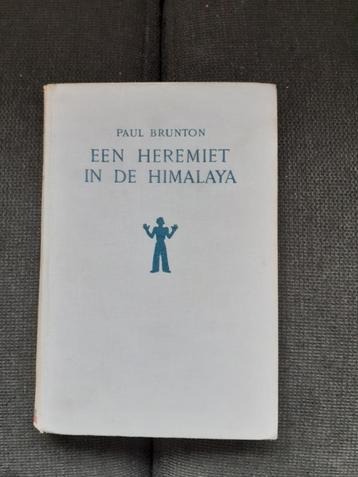 PAUL BRUNTON
EEN HEREMIET
IN DE HIMALAYA